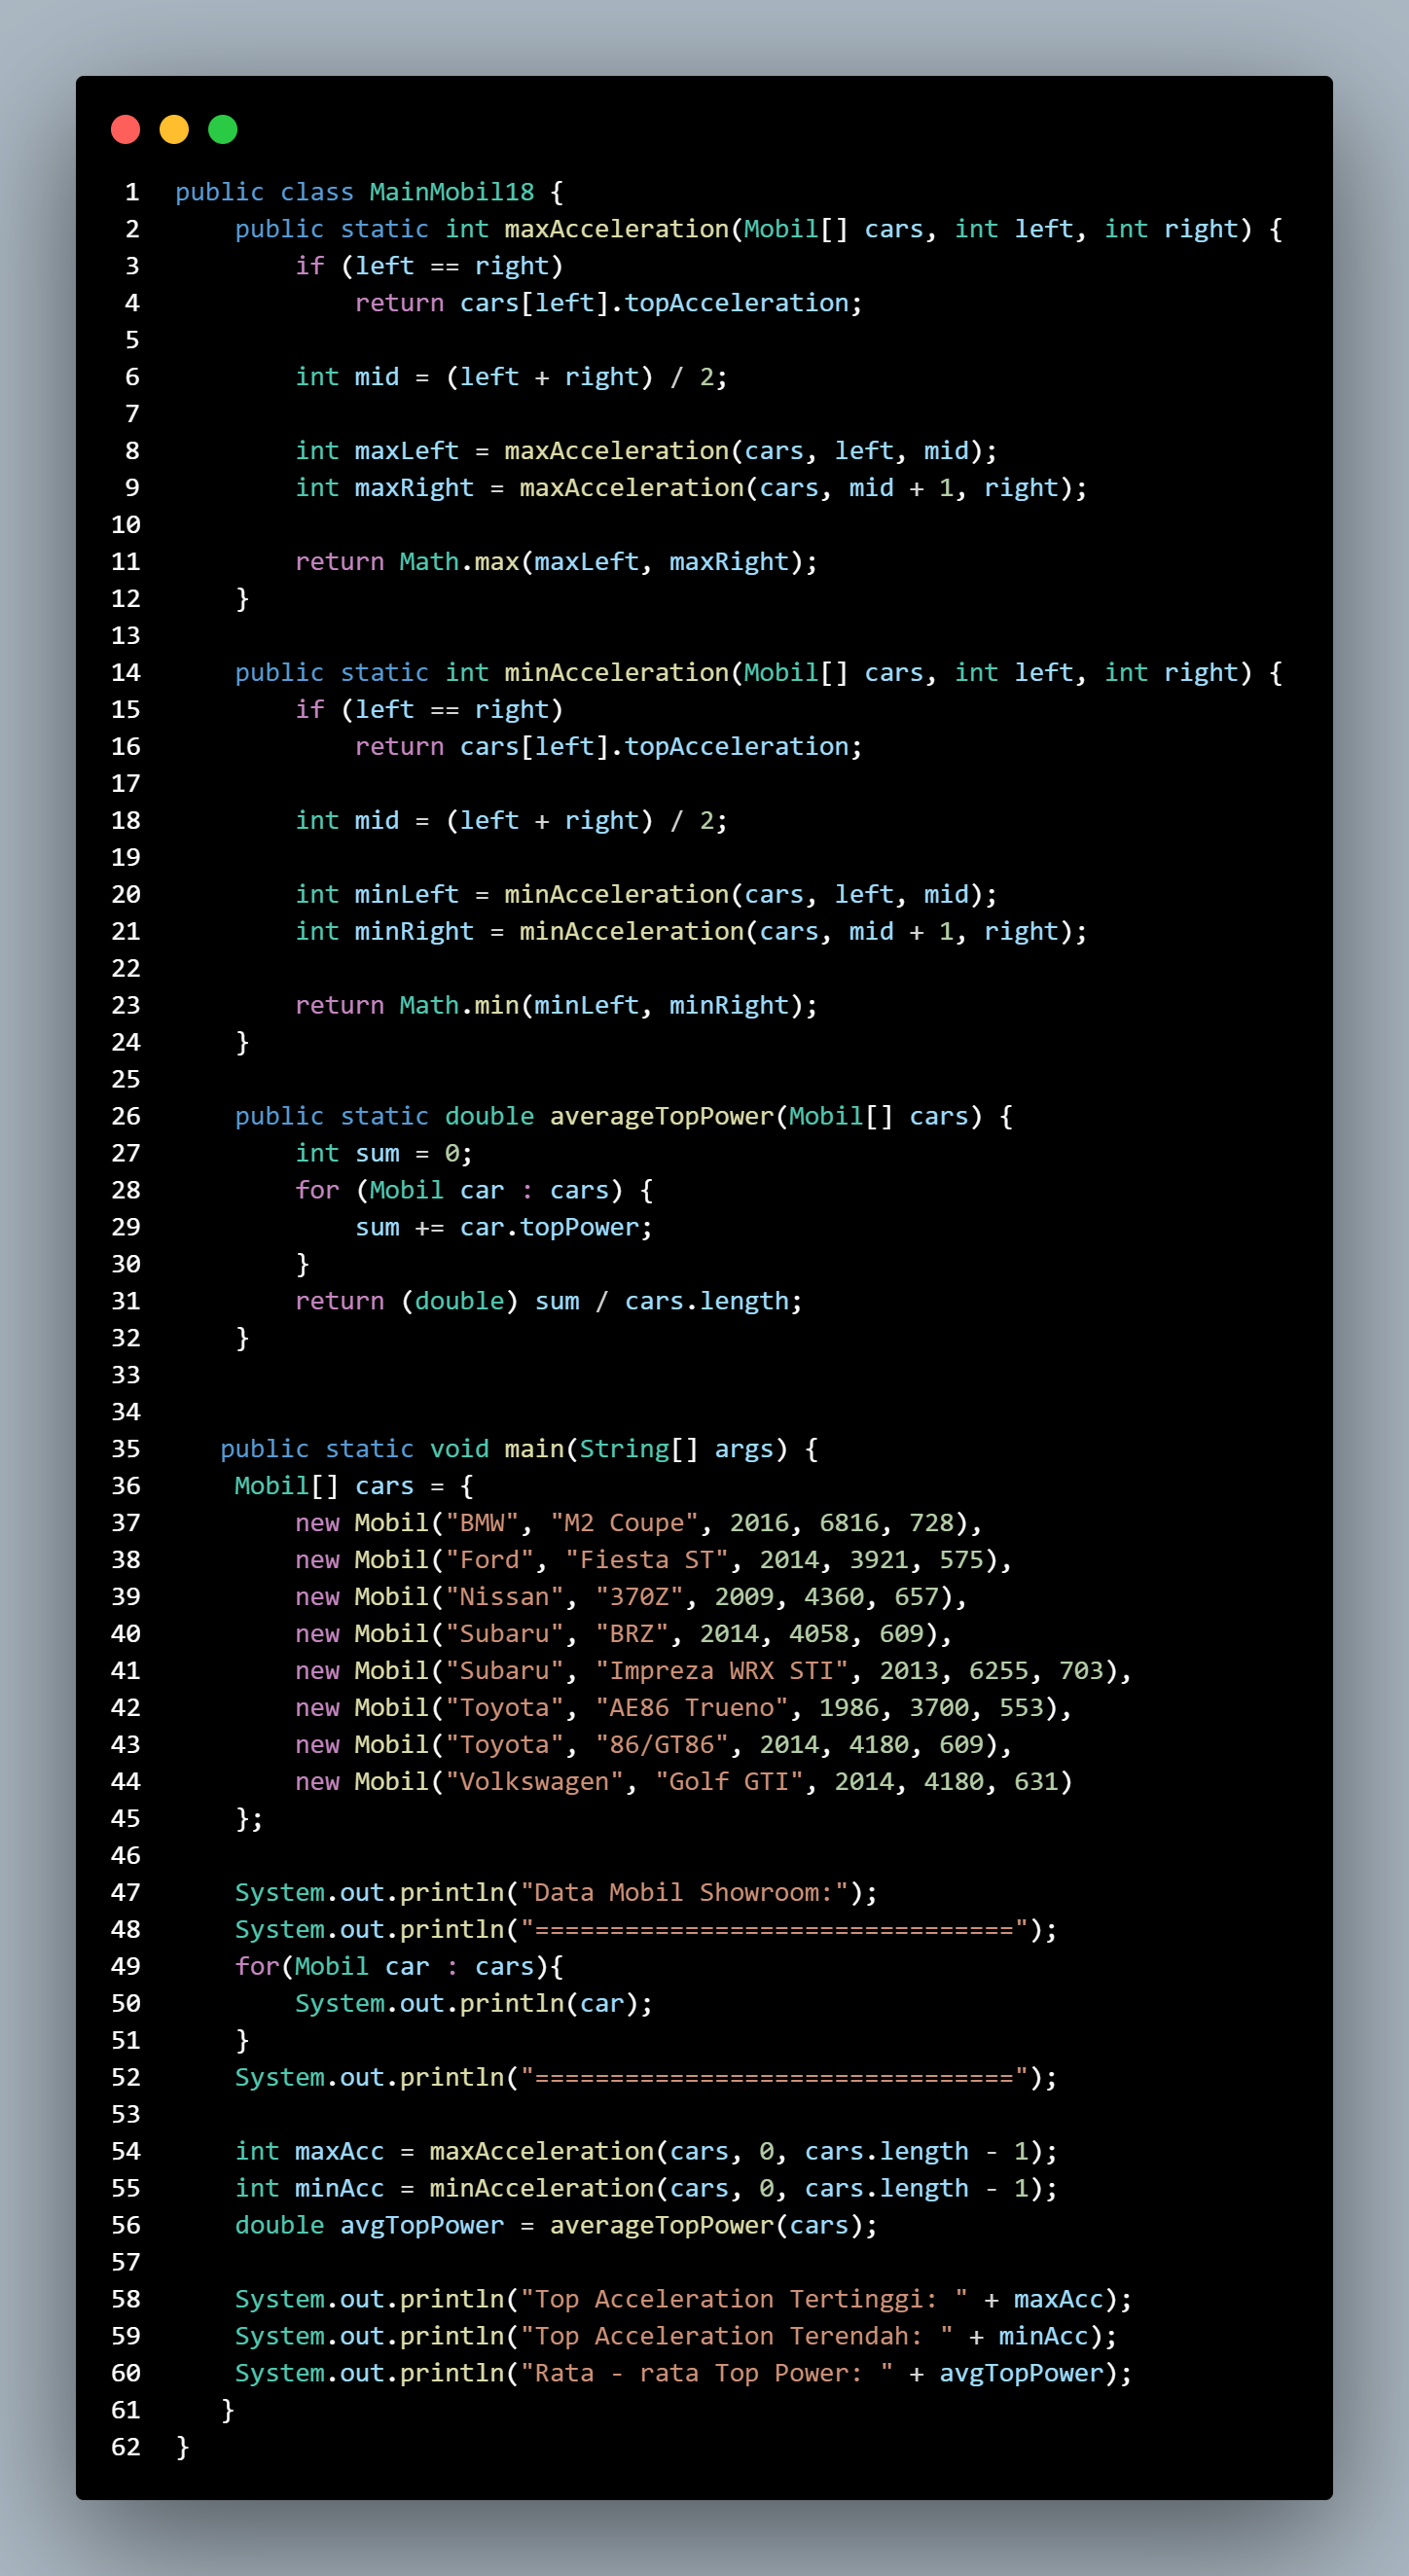 1 public class MainMobil18 {
2     public static int maxAcceleration(Mobil[] cars, int left, int right) {
3         if (left == right)
4             return cars[left].topAcceleration;
5
6         int mid = (left + right) / 2;
7
8         int maxLeft = maxAcceleration(cars, left, mid);
9         int maxRight = maxAcceleration(cars, mid + 1, right);
10
11         return Math.max(maxLeft, maxRight);
12     }
13
14     public static int minAcceleration(Mobil[] cars, int left, int right) {
15         if (left == right)
16             return cars[left].topAcceleration;
17
18         int mid = (left + right) / 2;
19
20         int minLeft = minAcceleration(cars, left, mid);
21         int minRight = minAcceleration(cars, mid + 1, right);
22
23         return Math.min(minLeft, minRight);
24     }
25
26     public static double averageTopPower(Mobil[] cars) {
27         int sum = 0;
28         for (Mobil car : cars) {
29             sum += car.topPower;
30         }
31         return (double) sum / cars.length;
32     }
33
34
35    public static void main(String[] args) {
36     Mobil[] cars = {
37         new Mobil("BMW", "M2 Coupe", 2016, 6816, 728),
38         new Mobil("Ford", "Fiesta ST", 2014, 3921, 575),
39         new Mobil("Nissan", "370Z", 2009, 4360, 657),
40         new Mobil("Subaru", "BRZ", 2014, 4058, 609),
41         new Mobil("Subaru", "Impreza WRX STI", 2013, 6255, 703),
42         new Mobil("Toyota", "AE86 Trueno", 1986, 3700, 553),
43         new Mobil("Toyota", "86/GT86", 2014, 4180, 609),
44         new Mobil("Volkswagen", "Golf GTI", 2014, 4180, 631)
45     };
46
47     System.out.println("Data Mobil Showroom:");
48     System.out.println("================================");
49     for(Mobil car : cars){
50         System.out.println(car);
51     }
52     System.out.println("================================");
53
54     int maxAcc = maxAcceleration(cars, 0, cars.length - 1);
55     int minAcc = minAcceleration(cars, 0, cars.length - 1);
56     double avgTopPower = averageTopPower(cars);
57
58     System.out.println("Top Acceleration Tertinggi: " + maxAcc);
59     System.out.println("Top Acceleration Terendah: " + minAcc);
60     System.out.println("Rata - rata Top Power: " + avgTopPower);
61    }
62 }